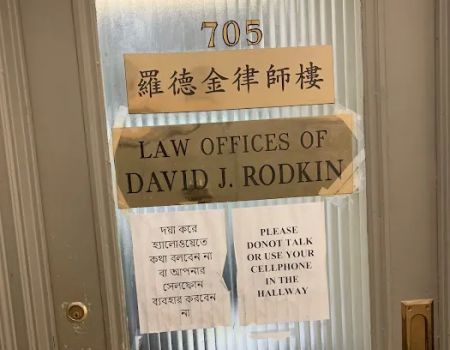 705
羅德金律師樓
LAW OFFICES OF
DAVID J. RODKIN
দয়া করে
হ্যালোওয়েতে
কথা বলবেন না
বা আপনার
সেলফোন
ব্যবহার করবেন
না
PLEASE
DONOT TALK
OR USE YOUR
CELLPHONE
IN THE
HALLWAY